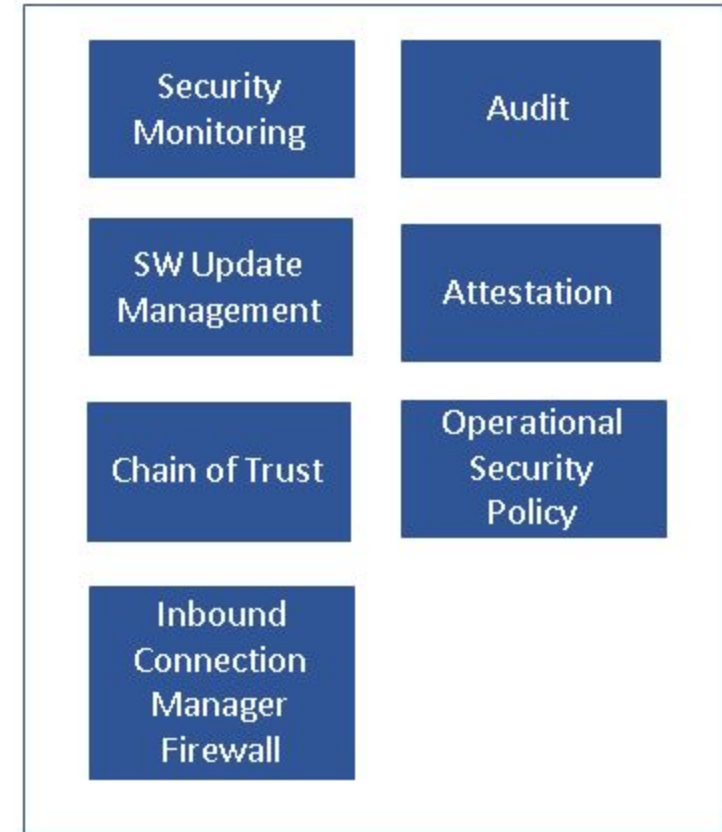 Security
Monitoring
Audit
SW Update
Management
Attestation
Chain of Trust
Operational
Security
Policy
Inbound
Connection
Manager
Firewall